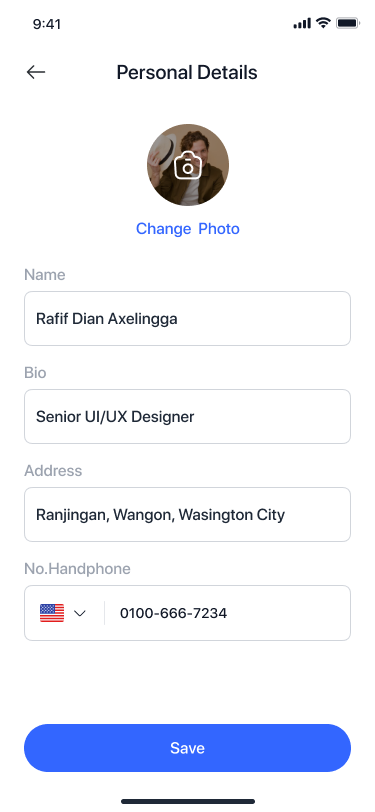 9:41
Personal Details
Change Photo
Name
Rafif Dian Axelingga
Bio
Senior UI/UX Designer
Address
Ranjingan, Wangon, Wasington City
No.Handphone
0100-666-7234
Save